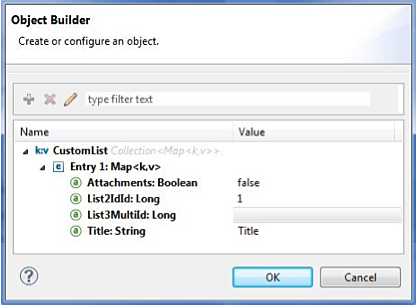 Object Builder
Create or configure an object.
type filter text
Name Value
k:v CustomList Collection<Map<k,v>>
e Entry 1: Map<k,v>
a Attachments: Boolean false
a List2IdId: Long 1
a List3MultiId: Long
a Title: String Title
? OK Cancel